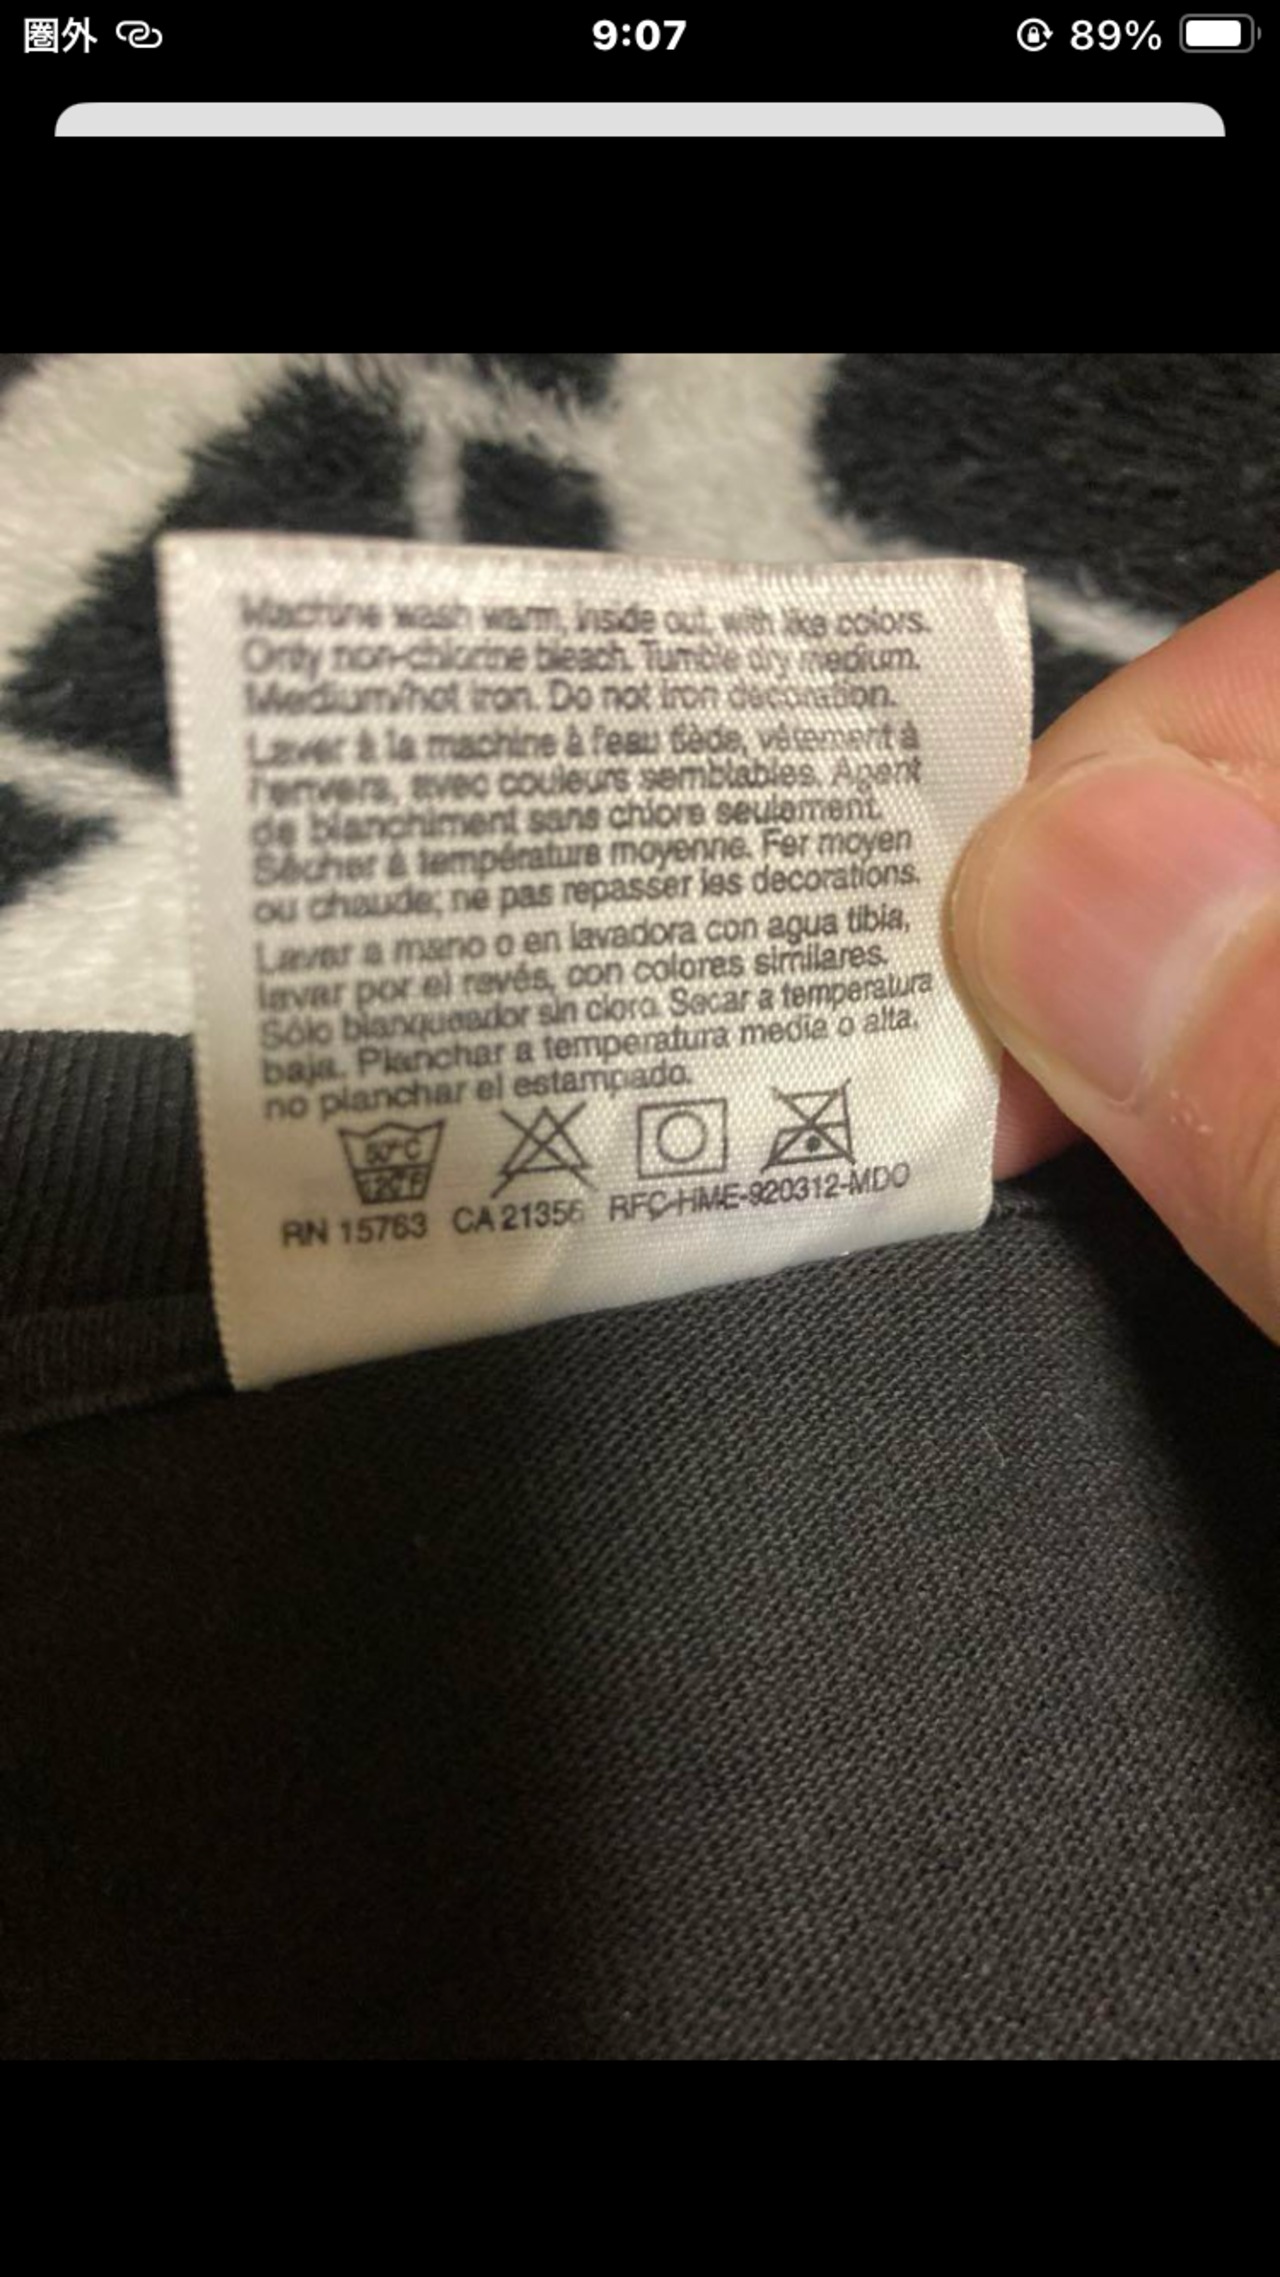 圏外 9:07 89%
Machine wash warm, inside out, with like colors.
Only non-chlorine bleach. Tumble dry medium.
Medium/hot iron. Do not iron decoration.
Laver à la machine à l'eau tiède, vêtement à
l'envers, avec couleurs semblables. Agent
de blanchiment sans chlore seulement.
Sécher à température moyenne. Fer moyen
ou chaude; ne pas repasser les decorations.
Lavar a mano o en lavadora con agua tibia,
lavar por el revés, con colores similares.
Sólo blanqueador sin cloro. Secar a temperatura
baja. Planchar a temperatura media o alta,
no planchar el estampado.
50°C
120°F
RN 15763 CA 21356 RFC-HME-920312-MDO